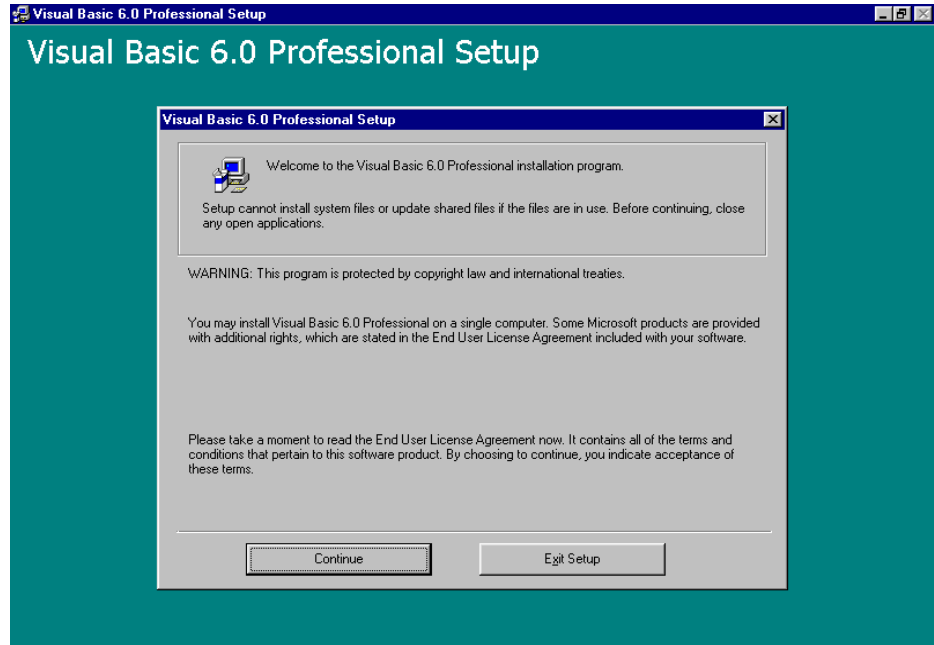 Visual Basic 6.0 Professional Setup
Visual Basic 6.0 Professional Setup
Visual Basic 6.0 Professional Setup
Welcome to the Visual Basic 6.0 Professional installation program.
Setup cannot install system files or update shared files if the files are in use. Before continuing, close
any open applications.
WARNING: This program is protected by copyright law and international treaties.
You may install Visual Basic 6.0 Professional on a single computer. Some Microsoft products are provided
with additional rights, which are stated in the End User License Agreement included with your software.
Please take a moment to read the End User License Agreement now. It contains all of the terms and
conditions that pertain to this software product. By choosing to continue, you indicate acceptance of
these terms.
Continue
Exit Setup